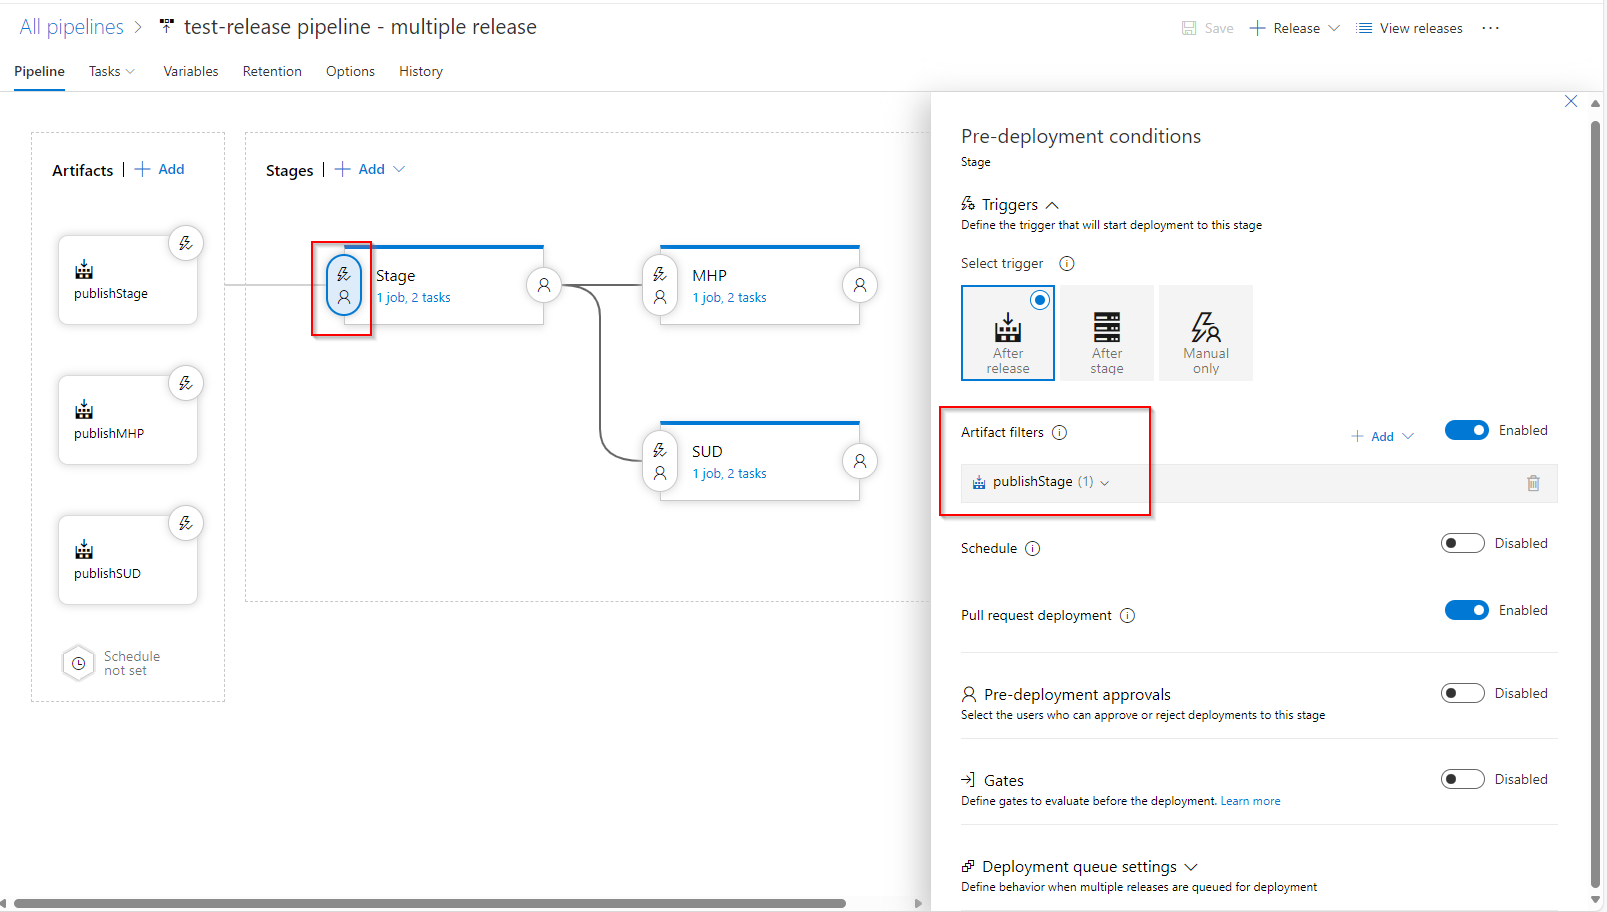 All pipelines
test-release pipeline - multiple release
Save
Release
View releases
Pipeline
Tasks
Variables
Retention
Options
History
Artifacts | Add
publishStage
publishMHP
publishSUD
Schedule
not set
Stages | Add
Stage
1 job, 2 tasks
MHP
1 job, 2 tasks
SUD
1 job, 2 tasks
Pre-deployment conditions
Stage
Triggers
Define the trigger that will start deployment to this stage
Select trigger
After
release
After
stage
Manual
only
Artifact filters
Add
Enabled
publishStage (1)
Schedule
Disabled
Pull request deployment
Enabled
Pre-deployment approvals
Disabled
Select the users who can approve or reject deployments to this stage
Gates
Disabled
Define gates to evaluate before the deployment. Learn more
Deployment queue settings
Define behavior when multiple releases are queued for deployment